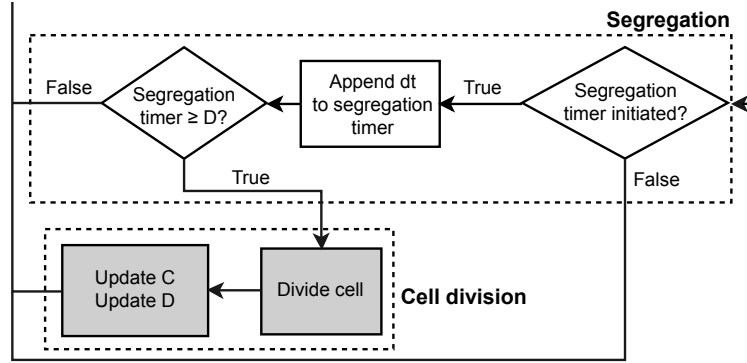 Segregation
False
Segregation
timer ≥ D?
Append dt
to segregation
timer
True
Segregation
timer initiated?
True
False
Update C
Update D
Divide cell
Cell division